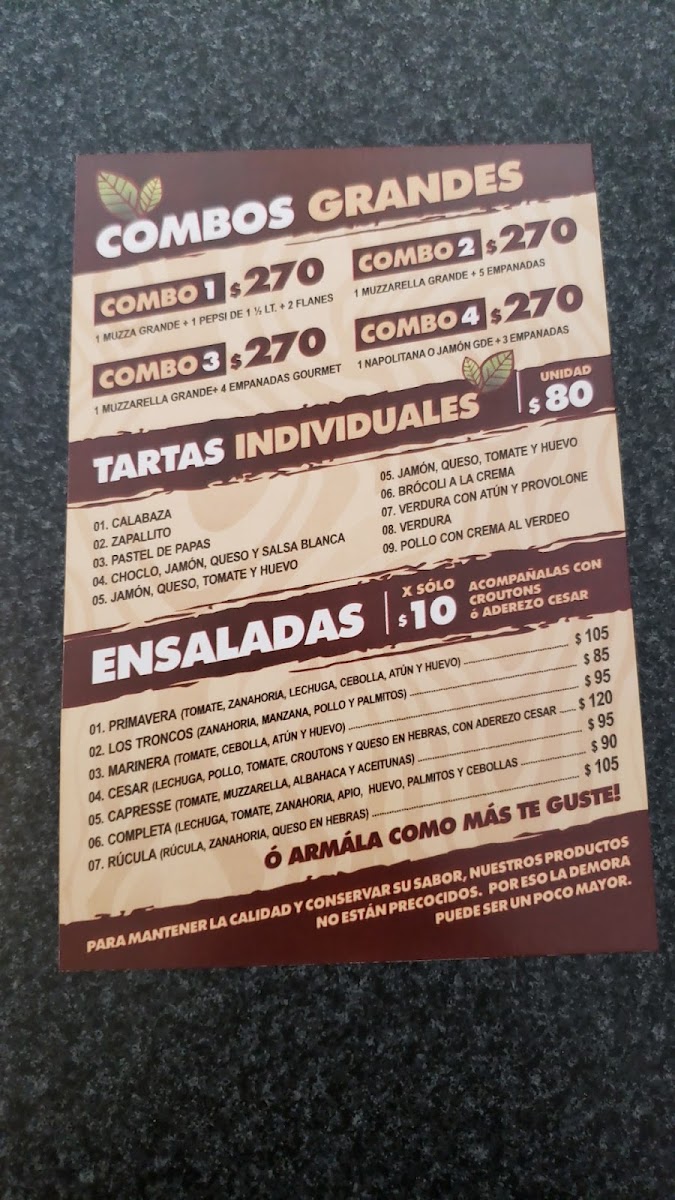 COMBOS GRANDES
COMBO 1 $270
1 MUZZA GRANDE + 1 PEPSI DE 1 ½ LT. + 2 FLANES
COMBO 2 $270
1 MUZZARELLA GRANDE + 5 EMPANADAS
COMBO 3 $270
1 MUZZARELLA GRANDE+ 4 EMPANADAS GOURMET
COMBO 4 $270
1 NAPOLITANA O JAMÓN GDE + 3 EMPANADAS
TARTAS INDIVIDUALES
UNIDAD
$80
01. CALABAZA
02. ZAPALLITO
03. PASTEL DE PAPAS
04. CHOCLO, JAMÓN, QUESO Y SALSA BLANCA
05. JAMÓN, QUESO, TOMATE Y HUEVO
05. JAMÓN, QUESO, TOMATE Y HUEVO
06. BRÓCOLI A LA CREMA
07. VERDURA CON ATÚN Y PROVOLONE
08. VERDURA
09. POLLO CON CREMA AL VERDEO
ENSALADAS
X SÓLO
$10
ACOMPAÑALAS CON
CROUTONS
ó ADEREZO CESAR
01. PRIMAVERA (TOMATE, ZANAHORIA, LECHUGA, CEBOLLA, ATÚN Y HUEVO) ........ $ 105
02. LOS TRONCOS (ZANAHORIA, MANZANA, POLLO Y PALMITOS) ........ $ 85
03. MARINERA (TOMATE, CEBOLLA, ATÚN Y HUEVO) ........ $ 95
04. CESAR (LECHUGA, POLLO, TOMATE, CROUTONS Y QUESO EN HEBRAS, CON ADEREZO CESAR ..... $ 120
05. CAPRESSE (TOMATE, MUZZARELLA, ALBAHACA Y ACEITUNAS) ........ $ 95
06. COMPLETA (LECHUGA, TOMATE, ZANAHORIA, APIO, HUEVO, PALMITOS Y CEBOLLAS ........ $ 90
07. RÚCULA (RÚCULA, ZANAHORIA, QUESO EN HEBRAS) ........ $ 105
Ó ARMÁLA COMO MÁS TE GUSTE!
PARA MANTENER LA CALIDAD Y CONSERVAR SU SABOR, NUESTROS PRODUCTOS
NO ESTÁN PRECOCIDOS. POR ESO LA DEMORA
PUEDE SER UN POCO MAYOR.